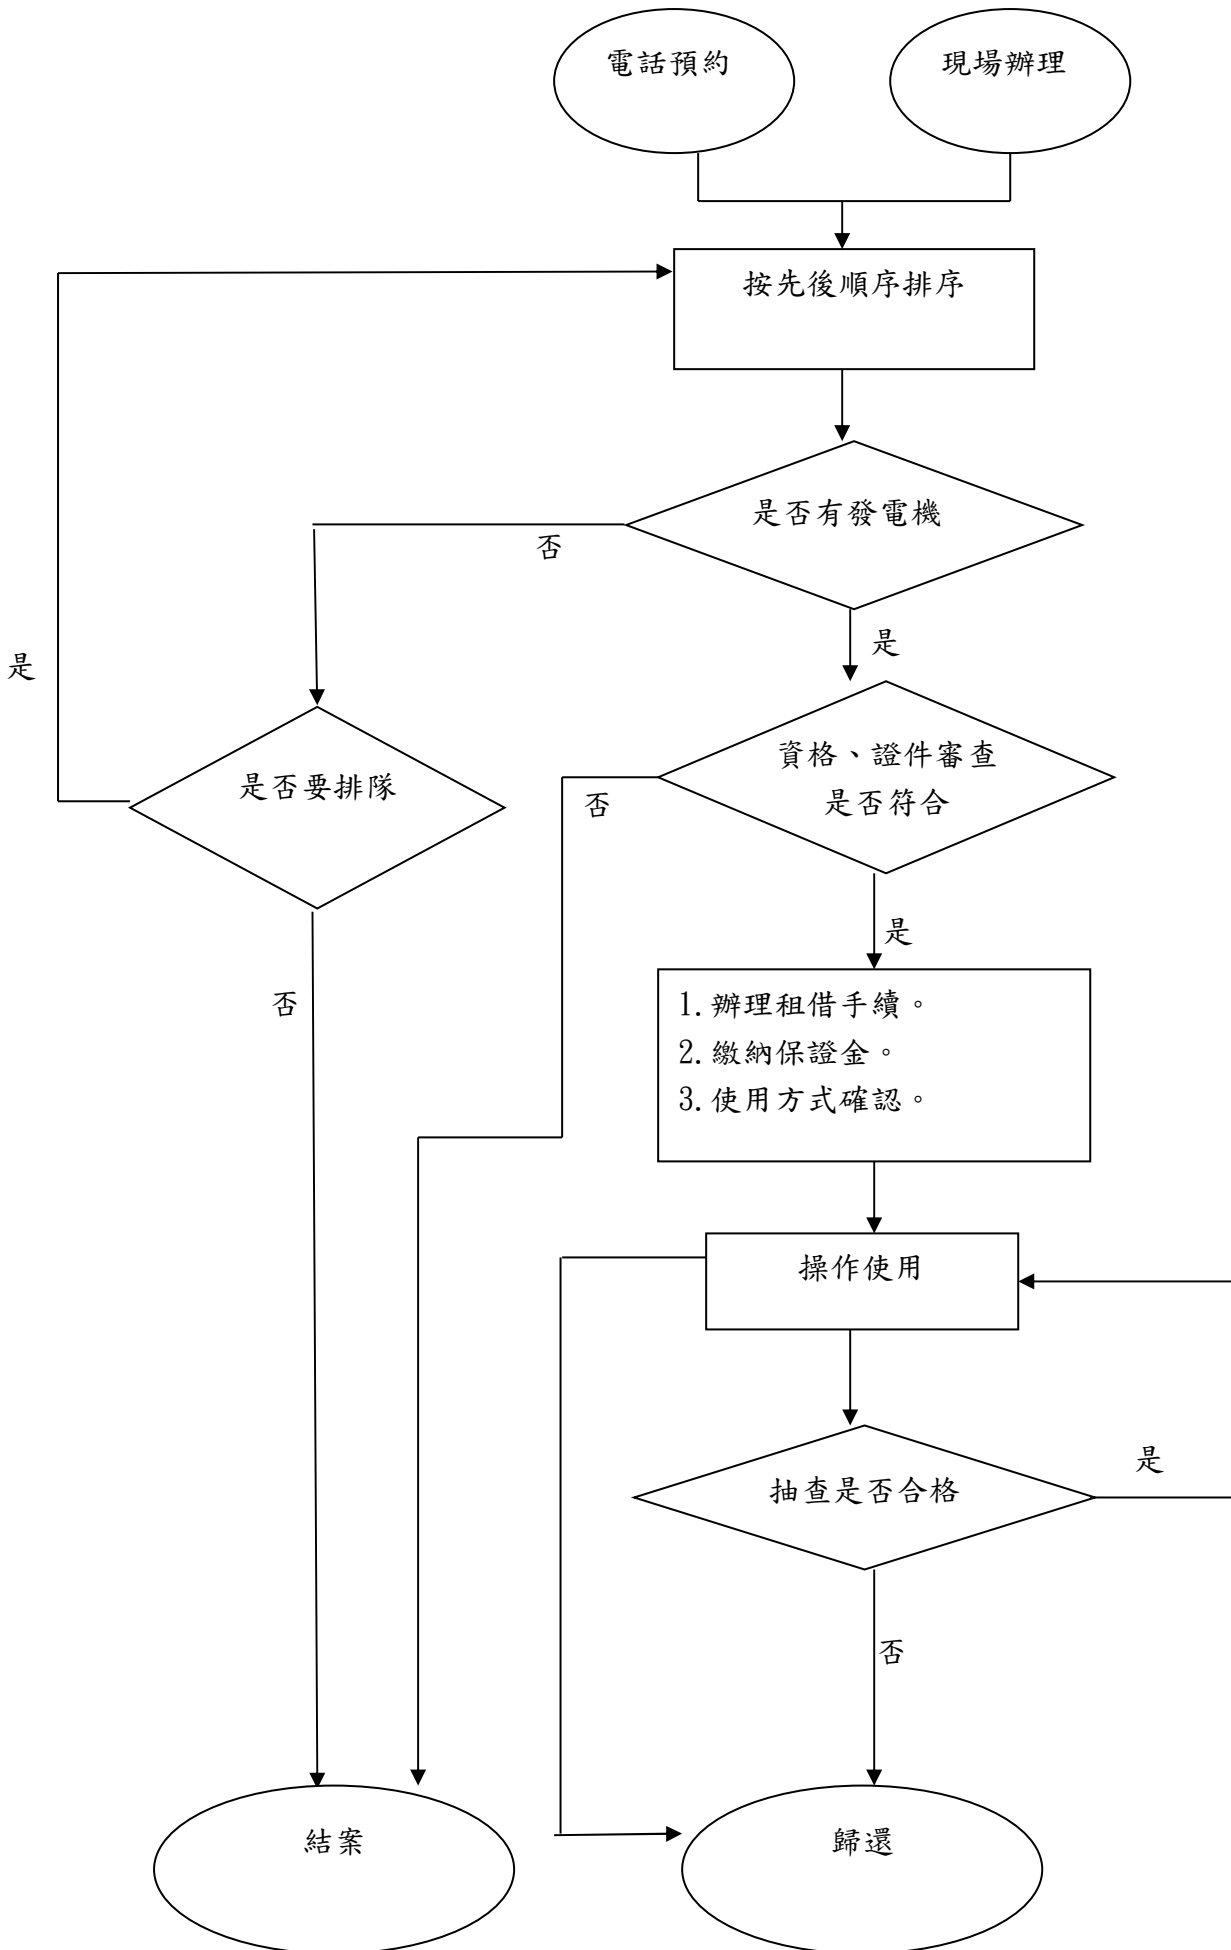 電話預約
現場辦理
按先後順序排序
是否有發電機
否
是
是
是否要排隊
資格、證件審查
是否符合
否
是
否
1.辦理租借手續。
2.繳納保證金。
3.使用方式確認。
操作使用
是
抽查是否合格
否
結案
歸還